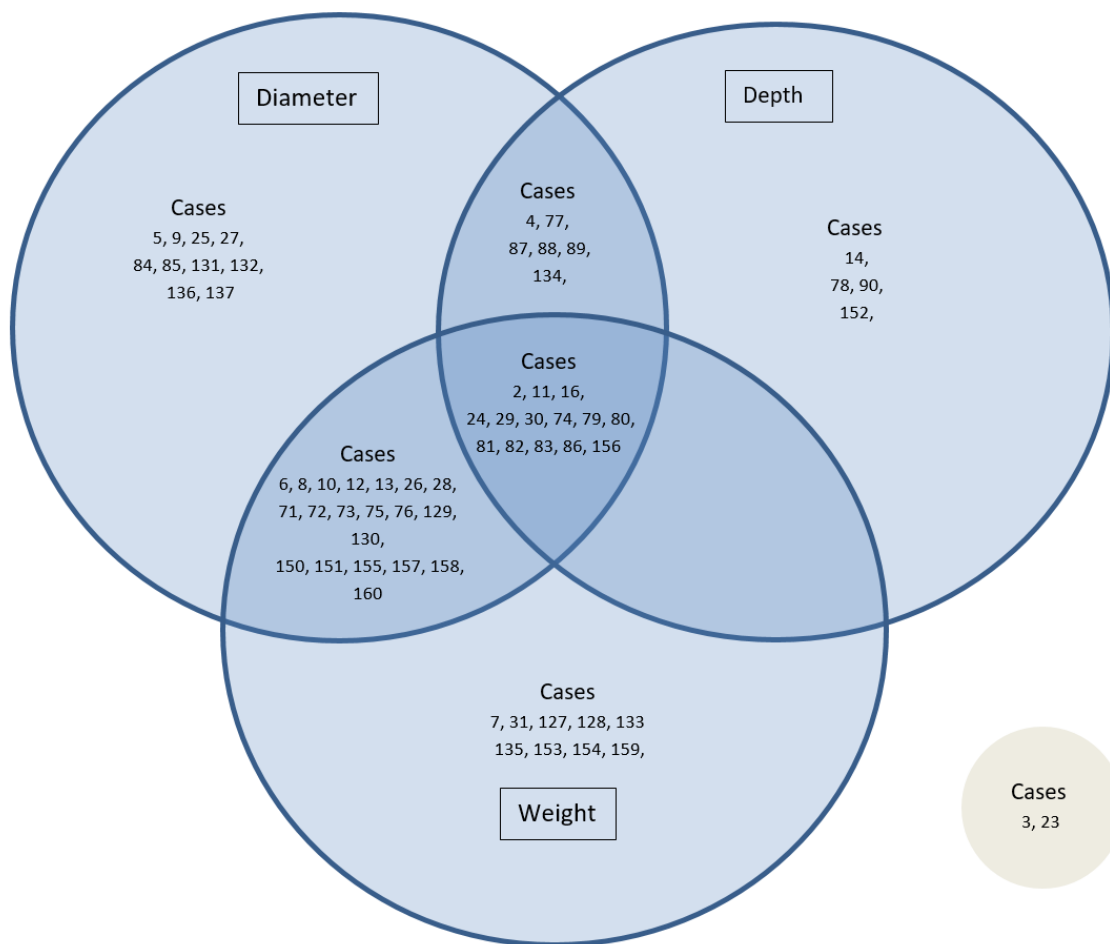 Diameter
Depth
Cases
5, 9, 25, 27,
84, 85, 131, 132,
136, 137
Cases
4, 77,
87, 88, 89,
134,
Cases
14,
78, 90,
152,
Cases
2, 11, 16,
24, 29, 30, 74, 79, 80,
81, 82, 83, 86, 156
Cases
6, 8, 10, 12, 13, 26, 28,
71, 72, 73, 75, 76, 129,
130,
150, 151, 155, 157, 158,
160
Cases
7, 31, 127, 128, 133
135, 153, 154, 159,
Weight
Cases
3, 23